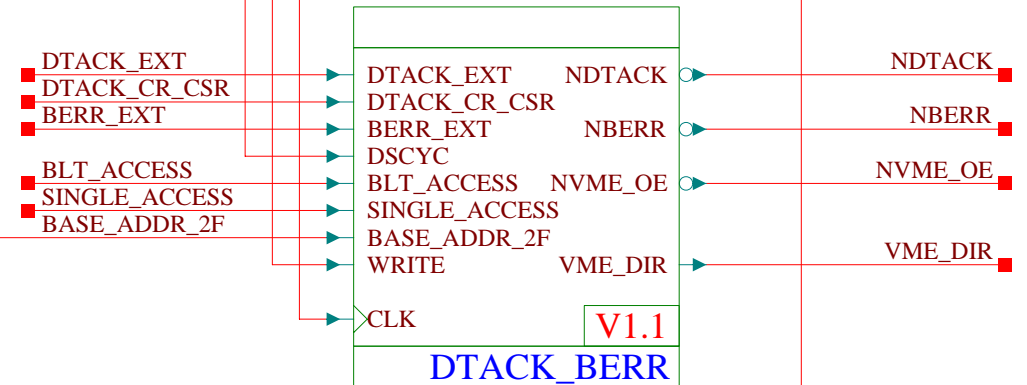 DTACK_EXT
DTACK_CR_CSR
BERR_EXT
BLT_ACCESS
SINGLE_ACCESS
BASE_ADDR_2F
DTACK_EXT NDTACK
DTACK_CR_CSR
BERR_EXT NBERR
DSCYC
BLT_ACCESS NVME_OE
SINGLE_ACCESS
BASE_ADDR_2F
WRITE VME_DIR
CLK
V1.1
DTACK_BERR
NDTACK
NBERR
NVME_OE
VME_DIR